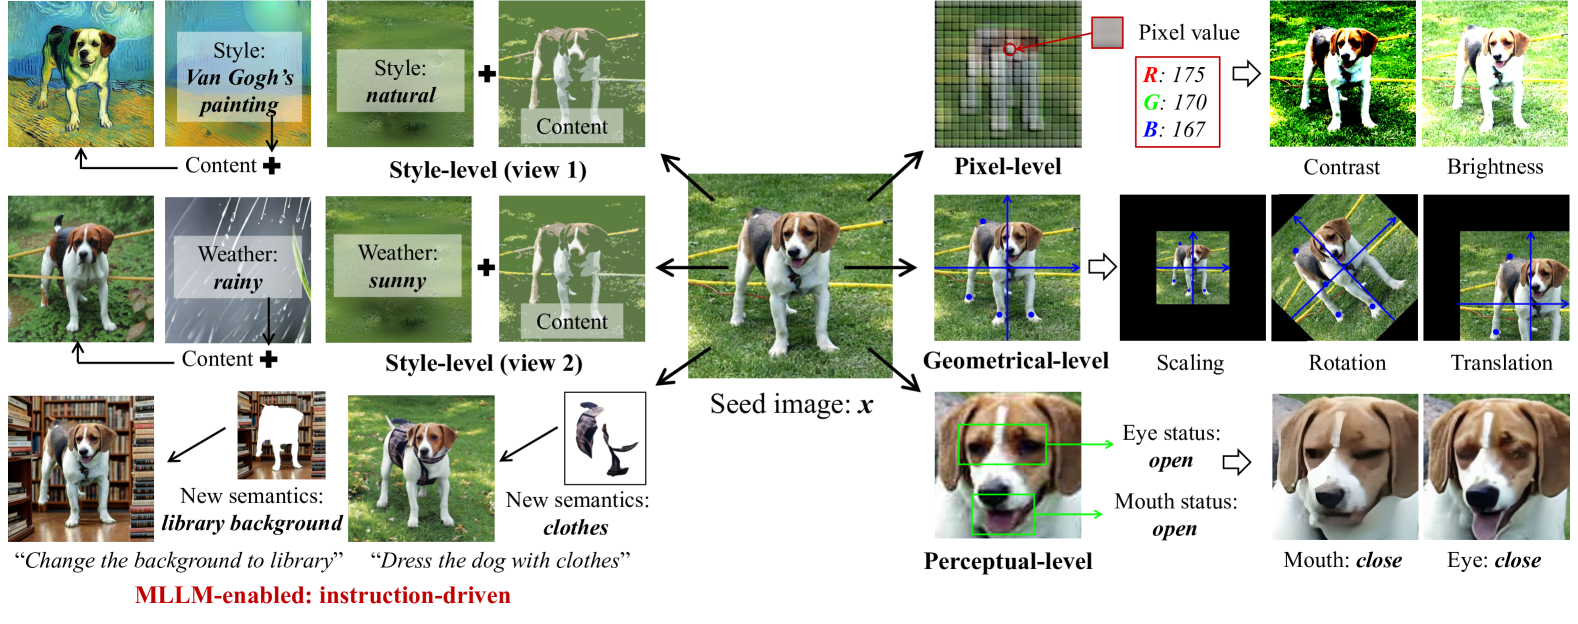 Style:
Van Gogh's
painting
Content
Style:
natural
Content
Style-level (view 1)
Weather:
rainy
Content
Weather:
sunny
Content
Style-level (view 2)
New semantics:
library background
"Change the background to library"
New semantics:
clothes
"Dress the dog with clothes"
MLLM-enabled: instruction-driven
Seed image: x
Pixel value
R: 175
G: 170
B: 167
Pixel-level
Contrast
Brightness
Geometrical-level
Scaling
Rotation
Translation
Eye status:
open
Mouth status:
open
Perceptual-level
Mouth: close
Eye: close